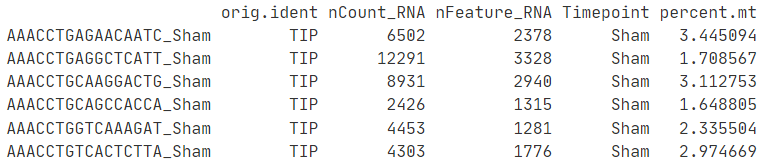 orig.ident nCount_RNA nFeature_RNA Timepoint percent.mt
AAACCTGAGAACAATC_Sham TIP 6502 2378 Sham 3.445094
AAACCTGAGGCTCATT_Sham TIP 12291 3328 Sham 1.708567
AAACCTGCAAGGACTG_Sham TIP 8931 2940 Sham 3.112753
AAACCTGCAGCCACCA_Sham TIP 2426 1315 Sham 1.648805
AAACCTGGTCAAAGAT_Sham TIP 4453 1281 Sham 2.335504
AAACCTGTCACTCTTA_Sham TIP 4303 1776 Sham 2.974669